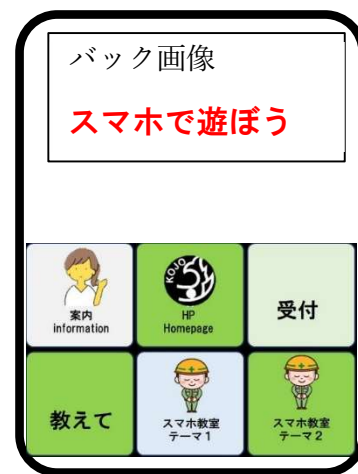 バック画像
スマホで遊ぼう
案内
information
KOJO
HP
Homepage
受付
教えて
スマホ教室
テーマ1
スマホ教室
テーマ2